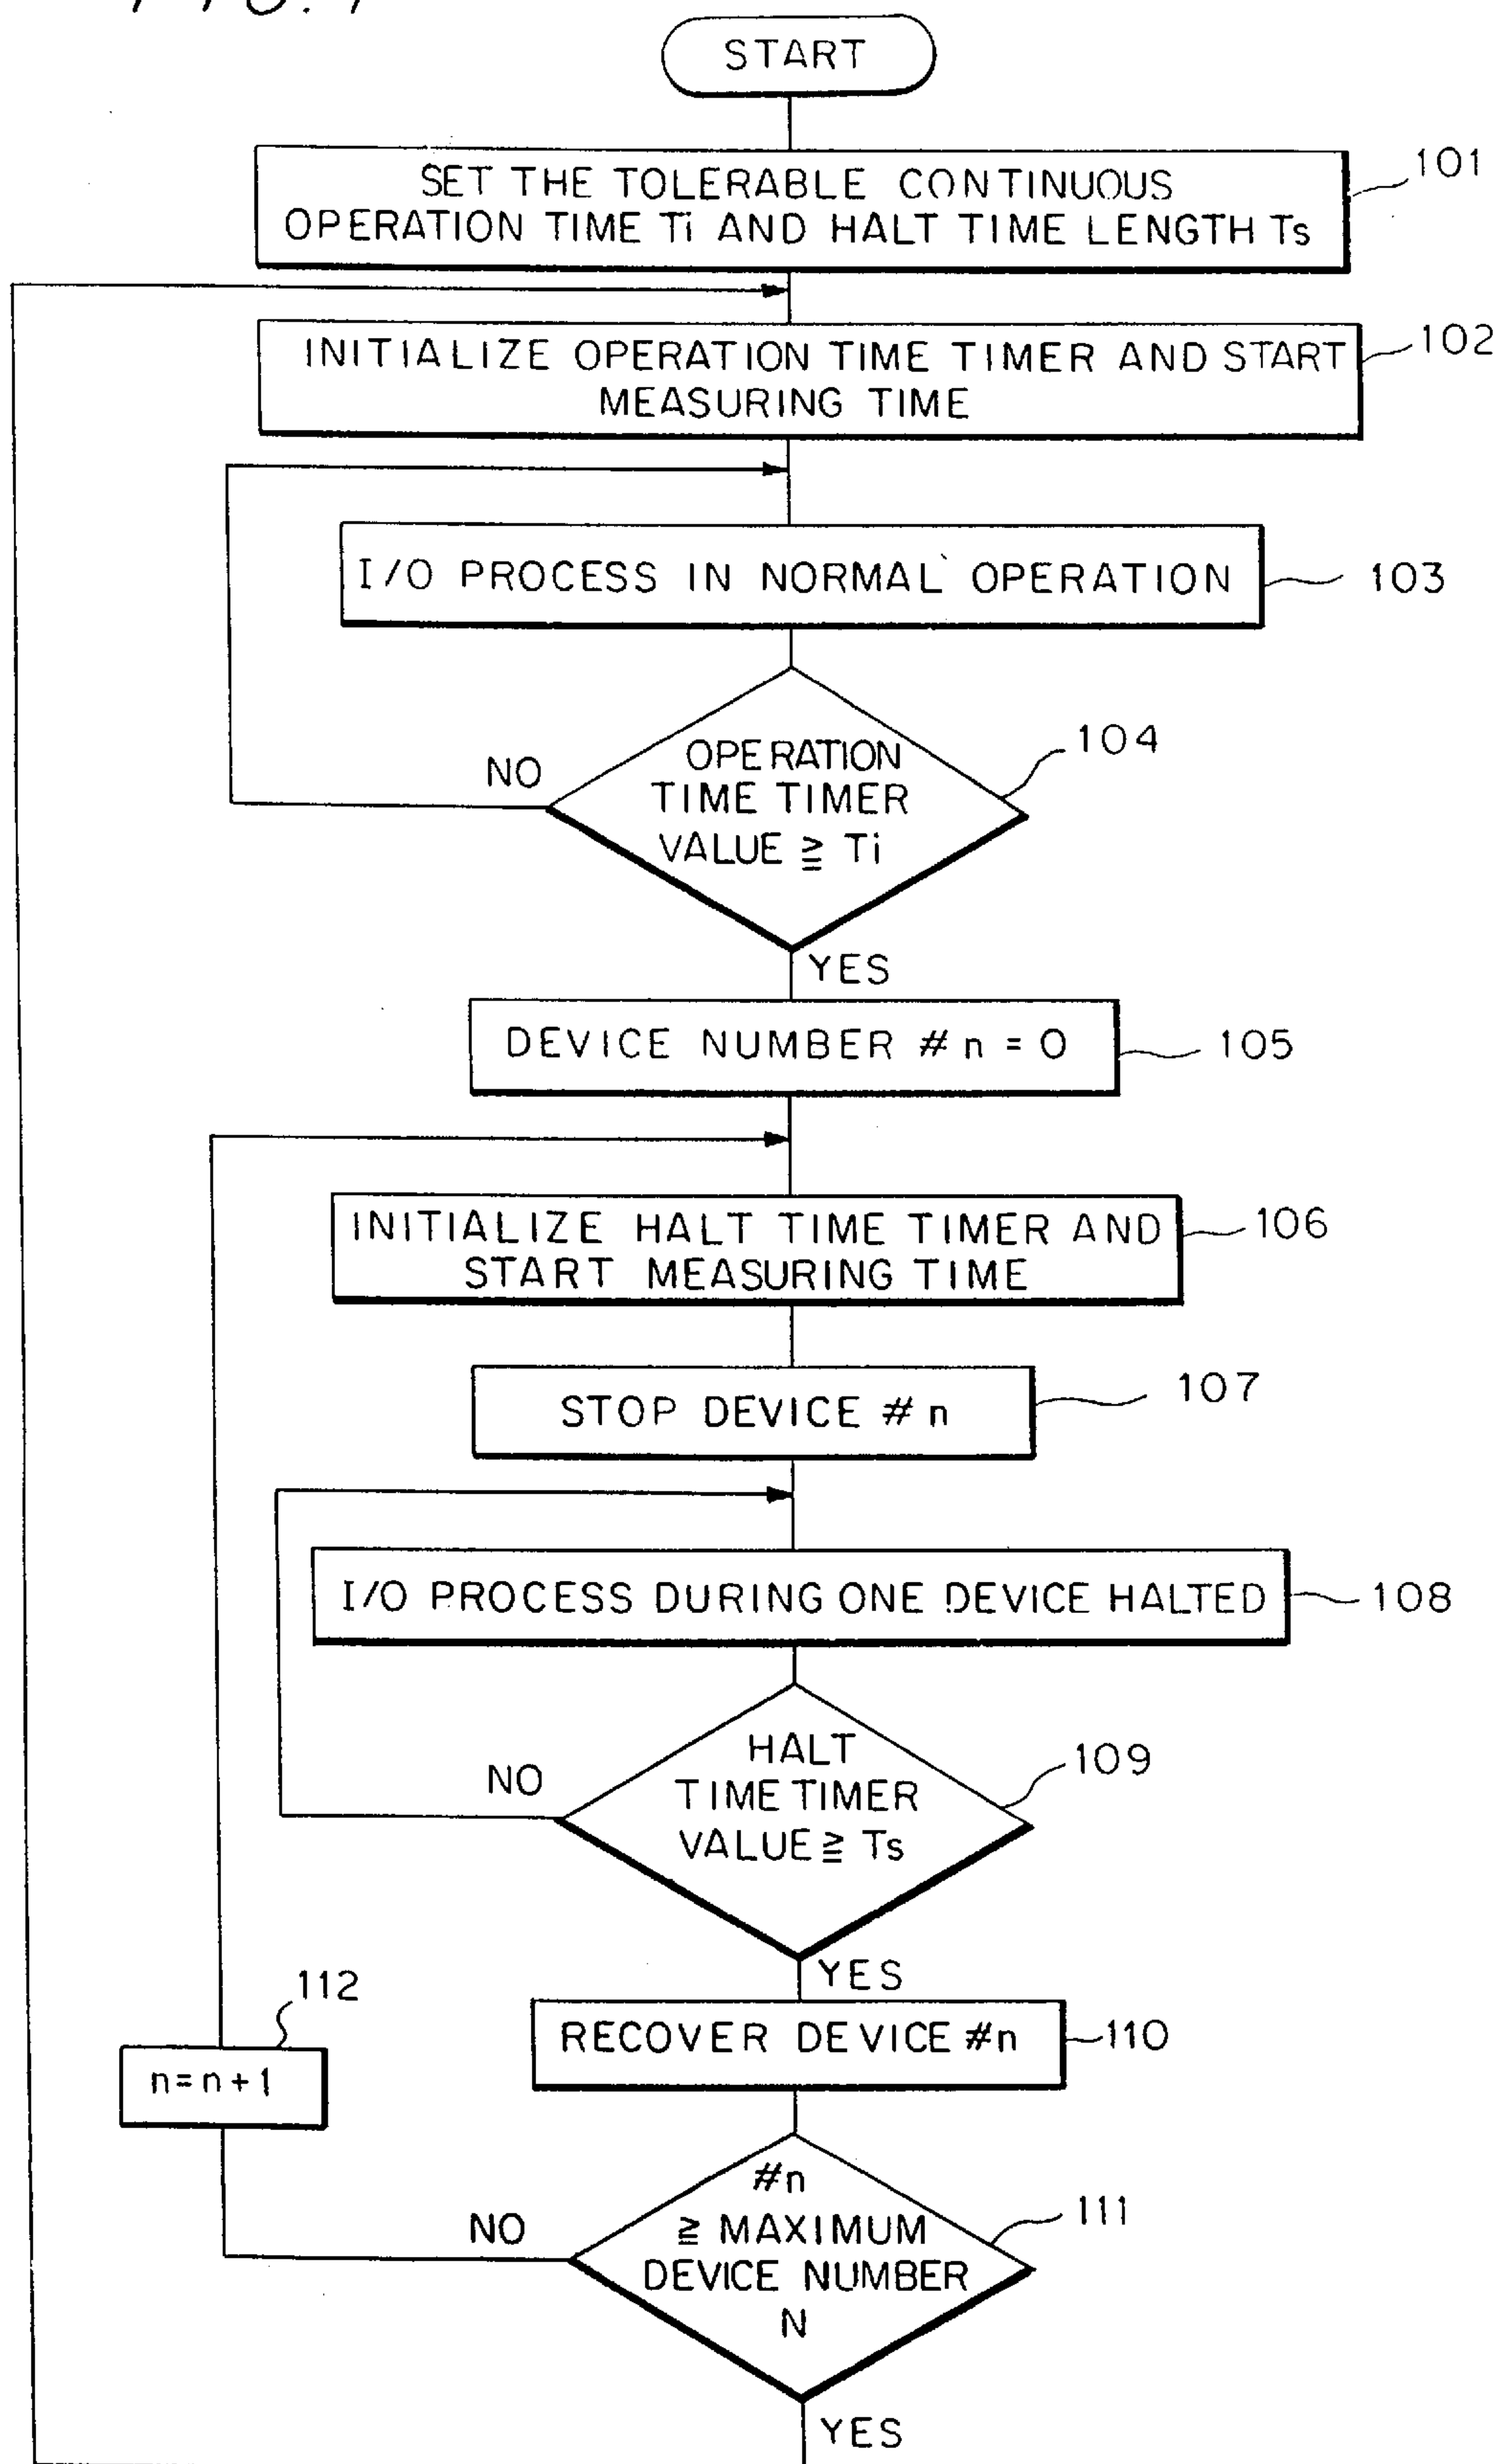 START
SET THE TOLERABLE CONTINUOUS
OPERATION TIME Ti AND HALT TIME LENGTH Ts
101
INITIALIZE OPERATION TIME TIMER AND START
MEASURING TIME
102
I/O PROCESS IN NORMAL OPERATION
103
OPERATION
TIME TIMER
VALUE ≧ Ti
104
NO
YES
DEVICE NUMBER # n = 0
105
INITIALIZE HALT TIME TIMER AND
START MEASURING TIME
106
STOP DEVICE # n
107
I/O PROCESS DURING ONE DEVICE HALTED
108
HALT
TIME TIMER
VALUE ≧ Ts
109
NO
YES
112
n = n + 1
RECOVER DEVICE #n
110
#n
≧ MAXIMUM
DEVICE NUMBER
N
111
NO
YES